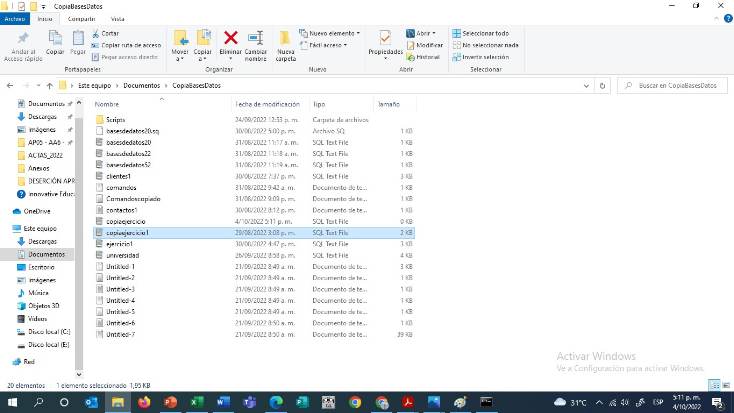 CopiaBasesDatos
Archivo Inicio Compartir Vista
Anclar al Acceso rápido
Copiar
Pegar
Cortar
Copiar ruta de acceso
Pegar acceso directo
Portapapeles
Mover a
Copiar a
Eliminar
Cambiar nombre
Organizar
Nueva carpeta
Nuevo elemento
Fácil acceso
Nuevo
Propiedades
Abrir
Modificar
Historial
Abrir
Seleccionar todo
No seleccionar nada
Invertir selección
Seleccionar
Este equipo > Documentos > CopiaBasesDatos
Buscar en CopiaBasesDatos
Documentos
Descargas
Imágenes
AP05 - AA6 -
ACTAS_2022
Anexos
DESERCIÓN APR
Innovative Educ
OneDrive
Este equipo
Descargas
Documentos
Escritorio
Imágenes
Música
Objetos 3D
Vídeos
Disco local (C:)
Disco local (E:)
Red
Nombre Fecha de modificación Tipo Tamaño
Scripts 24/09/2022 12:53 p. m. Carpeta de archivos
basesdedatos20.sq 30/08/2022 5:00 p. m. Archivo SQ 1 KB
basesdedatos20 31/08/2022 11:17 a. m. SQL Text File 1 KB
basesdedatos22 31/08/2022 11:18 a. m. SQL Text File 1 KB
basesdedatos52 31/08/2022 11:19 a. m. SQL Text File 1 KB
clientes1 30/08/2022 7:37 p. m. SQL Text File 3 KB
comandos 31/08/2022 9:42 a. m. Documento de te... 1 KB
Comandoscopiado 31/08/2022 9:09 p. m. Documento de te... 1 KB
contactos1 30/08/2022 8:12 p. m. Documento de te... 1 KB
copiaejercicio 4/10/2022 5:11 p. m. SQL Text File 0 KB
copiaejercicio1 29/08/2022 3:08 p. m. SQL Text File 2 KB
ejercicio1 30/08/2022 4:47 p. m. SQL Text File 3 KB
universidad 26/09/2022 8:58 p. m. SQL Text File 4 KB
Untitled-1 21/09/2022 8:49 a. m. Documento de te... 3 KB
Untitled-2 21/09/2022 8:49 a. m. Documento de te... 1 KB
Untitled-3 21/09/2022 8:49 a. m. Documento de te... 1 KB
Untitled-4 21/09/2022 8:49 a. m. Documento de te... 1 KB
Untitled-5 21/09/2022 8:49 a. m. Documento de te... 1 KB
Untitled-6 21/09/2022 8:50 a. m. Documento de te... 1 KB
Untitled-7 21/09/2022 8:50 a. m. Documento de te... 39 KB
Activar Windows
Ve a Configuración para activar Windows.
20 elementos 1 elemento seleccionado 1,95 KB
31°C
ESP
5:11 p. m.
4/10/2022
2